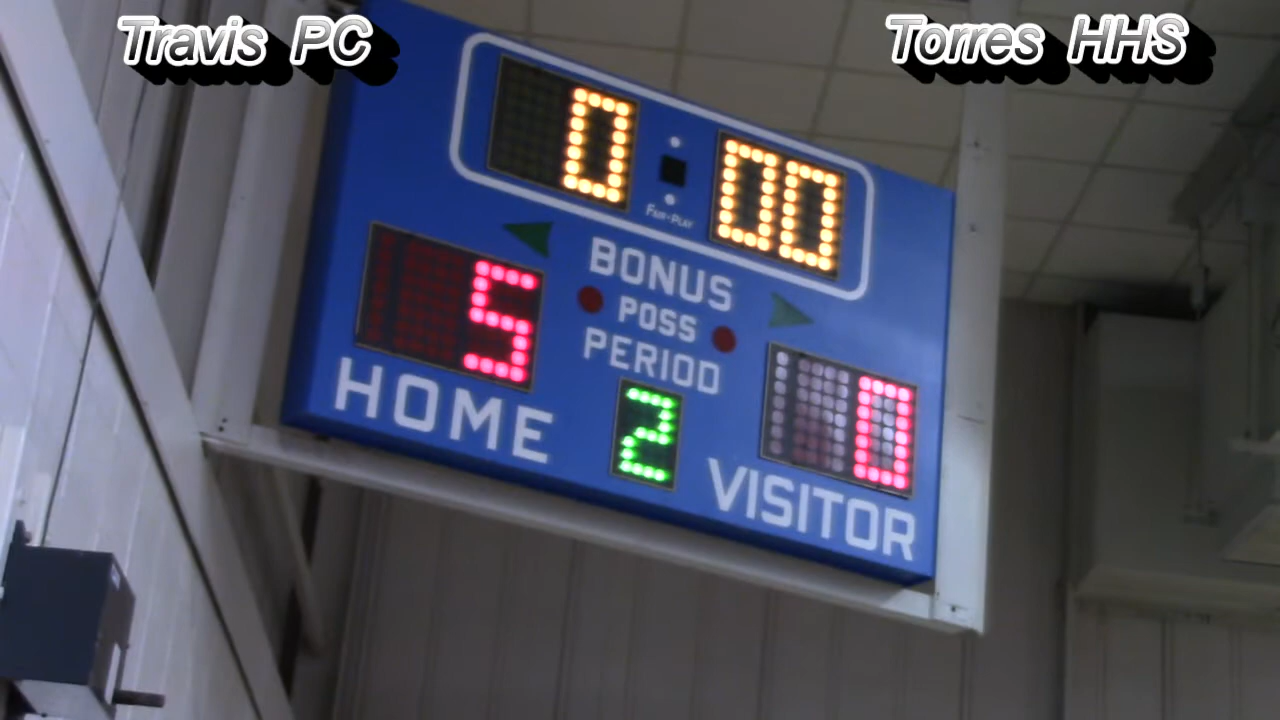 Travis PC
Torres HHS
0 : 00
FAIR-PLAY
BONUS
POSS
PERIOD
5
2
0
HOME
VISITOR